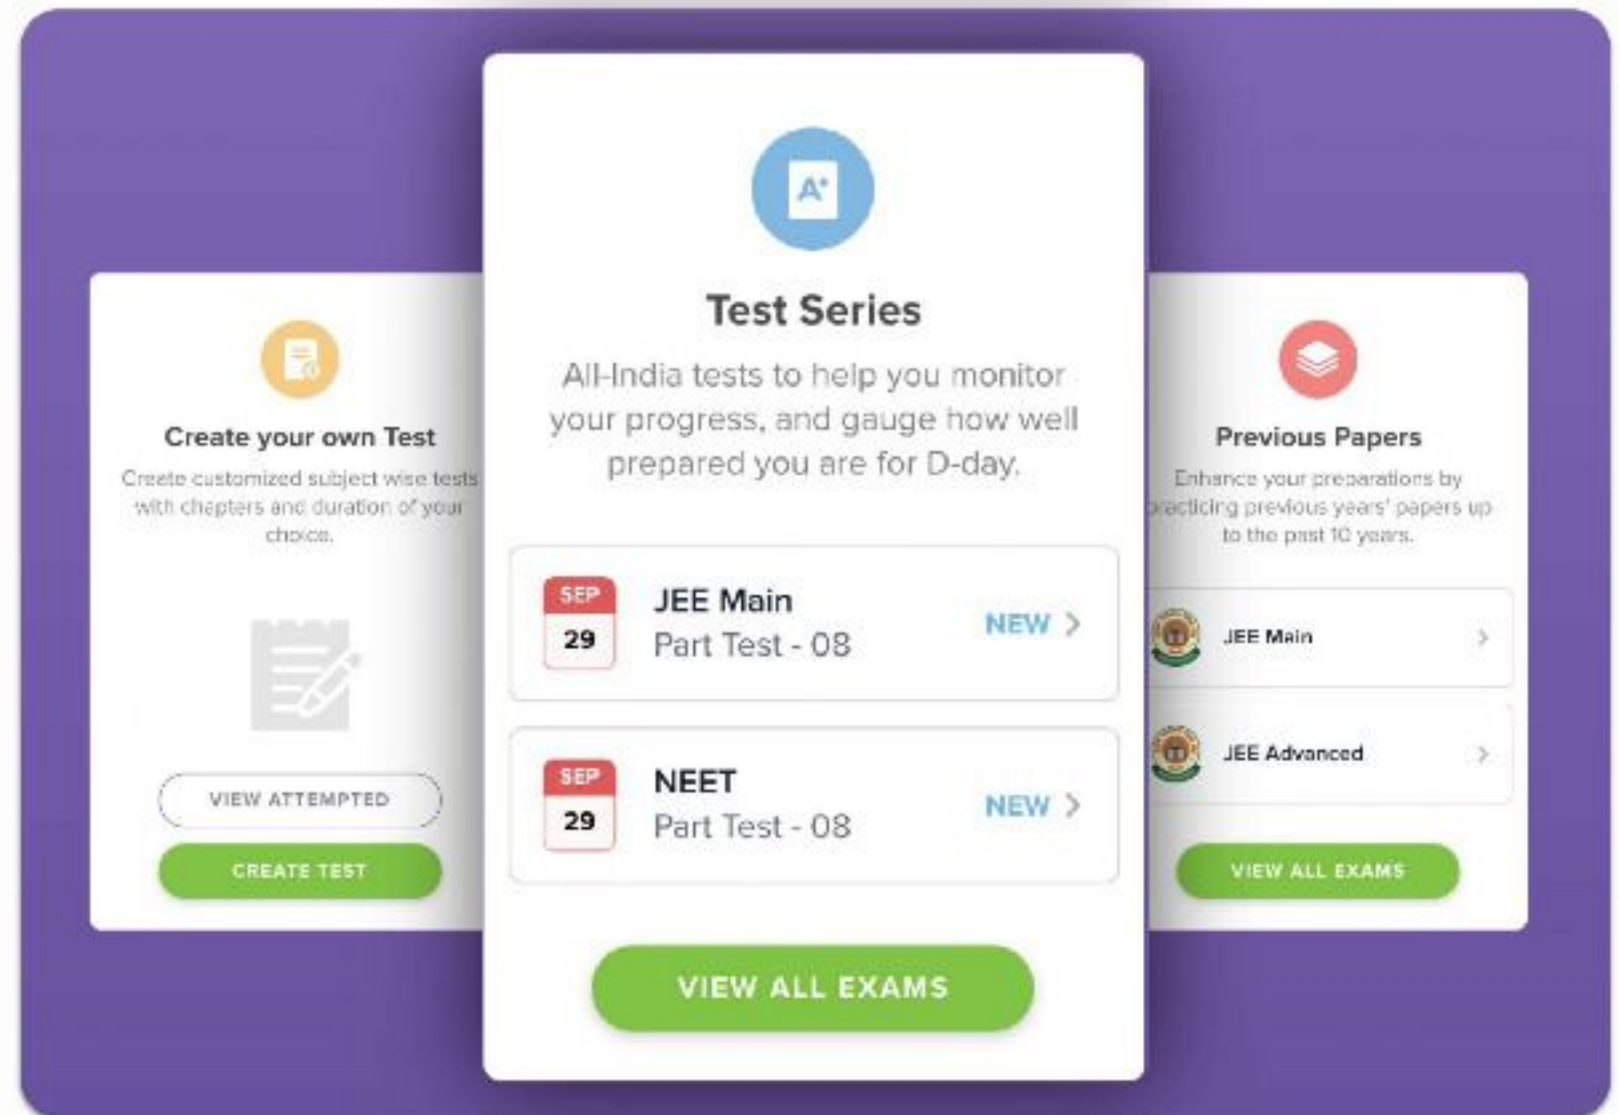 Create your own Test
Create customized subject wise tests
with chapters and duration of your
choice.
VIEW ATTEMPTED
CREATE TEST
A+
Test Series
All-India tests to help you monitor
your progress, and gauge how well
prepared you are for D-day.
SEP
29
JEE Main
Part Test - 08
NEW
SEP
29
NEET
Part Test - 08
NEW
VIEW ALL EXAMS
Previous Papers
Enhance your preparations by
practicing previous years' papers up
to the past 10 years.
JEE Main
JEE Advanced
VIEW ALL EXAMS